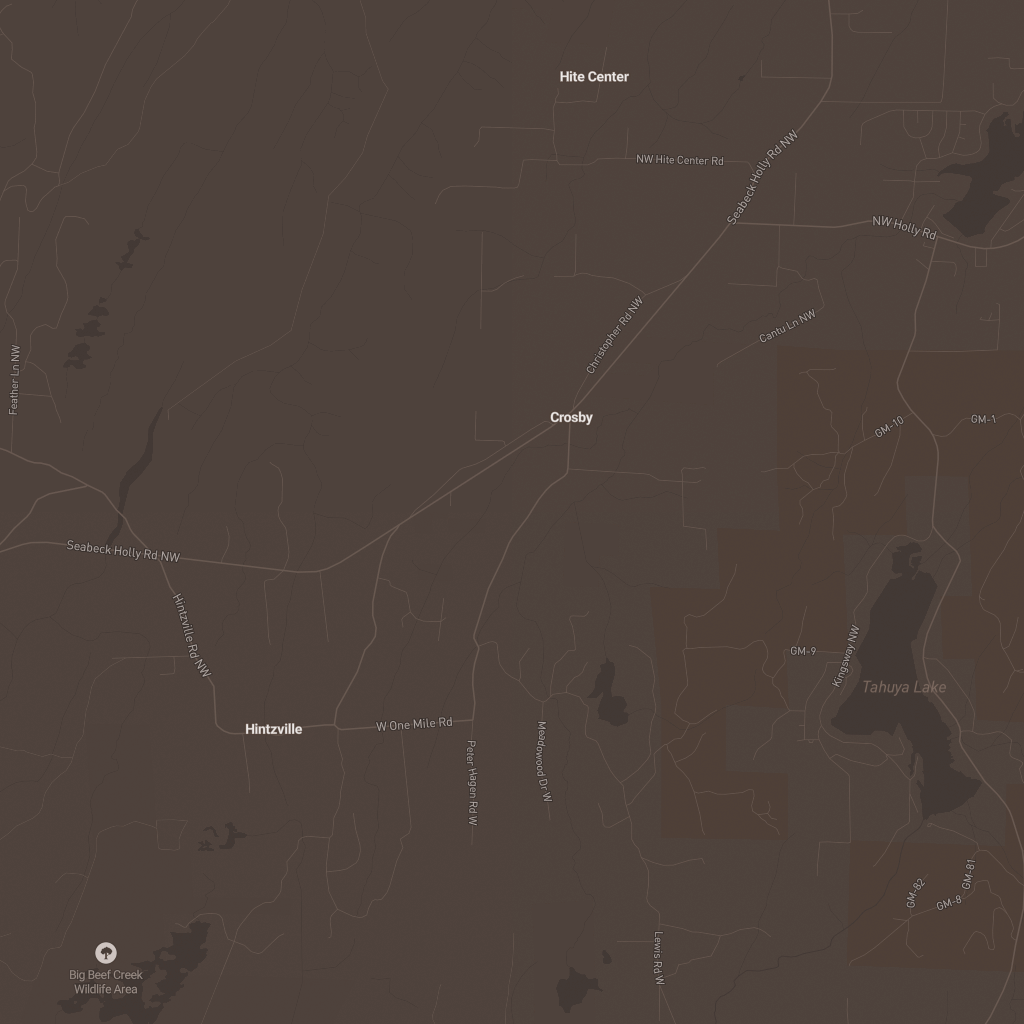 Hite Center
NW Hite Center Rd
Seabeck Holly Rd NW
NW Holly Rd
Christopher Rd NW
Cantu Ln NW
Feather Ln NW
Crosby
GM-10
GM-1
Seabeck Holly Rd NW
Hintzville Rd NW
GM-9
Kingsway NW
Tahuya Lake
Hintzville
W One Mile Rd
Peter Hagen Rd W
Meadowood Dr W
GM-82
GM-81
GM-8
Lewis Rd W
Big Beef Creek
Wildlife Area